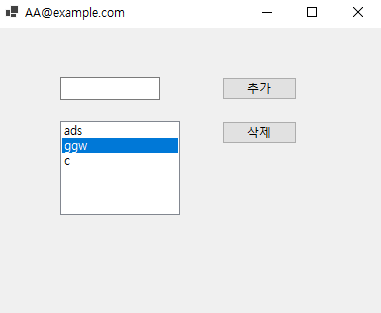 AA@example.com
추가
삭제
ads
ggw
c